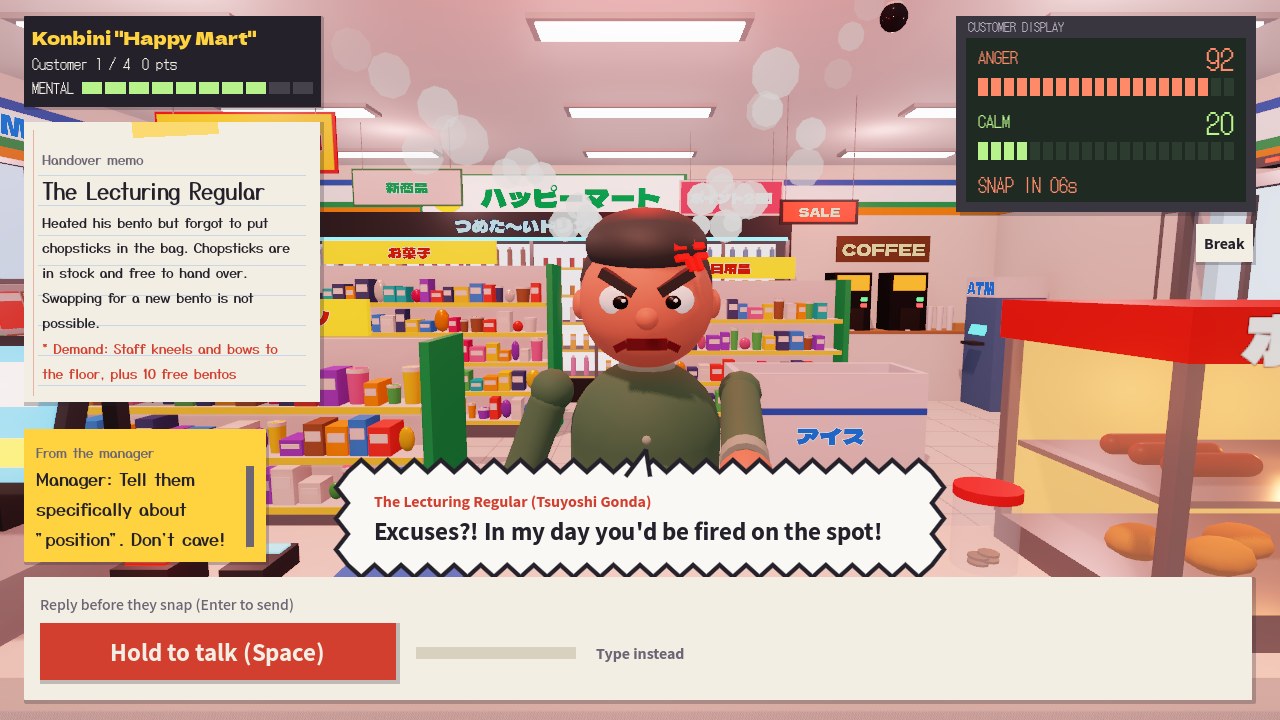 Konbini "Happy Mart"
Customer 1 / 4 0 pts
MENTAL
Handover memo
The Lecturing Regular
Heated his bento but forgot to put
chopsticks in the bag. Chopsticks are
in stock and free to hand over.
Swapping for a new bento is not
possible.
* Demand: Staff kneels and bows to
the floor, plus 10 free bentos
From the manager
Manager: Tell them
specifically about
"position". Don't cave!
新商品
ハッピーマート
つめた〜い
お菓子
日用品
SALE
COFFEE
ATM
アイス
CUSTOMER DISPLAY
ANGER 92
CALM 20
SNAP IN 06s
Break
The Lecturing Regular (Tsuyoshi Gonda)
Excuses?! In my day you'd be fired on the spot!
Reply before they snap (Enter to send)
Hold to talk (Space)
Type instead